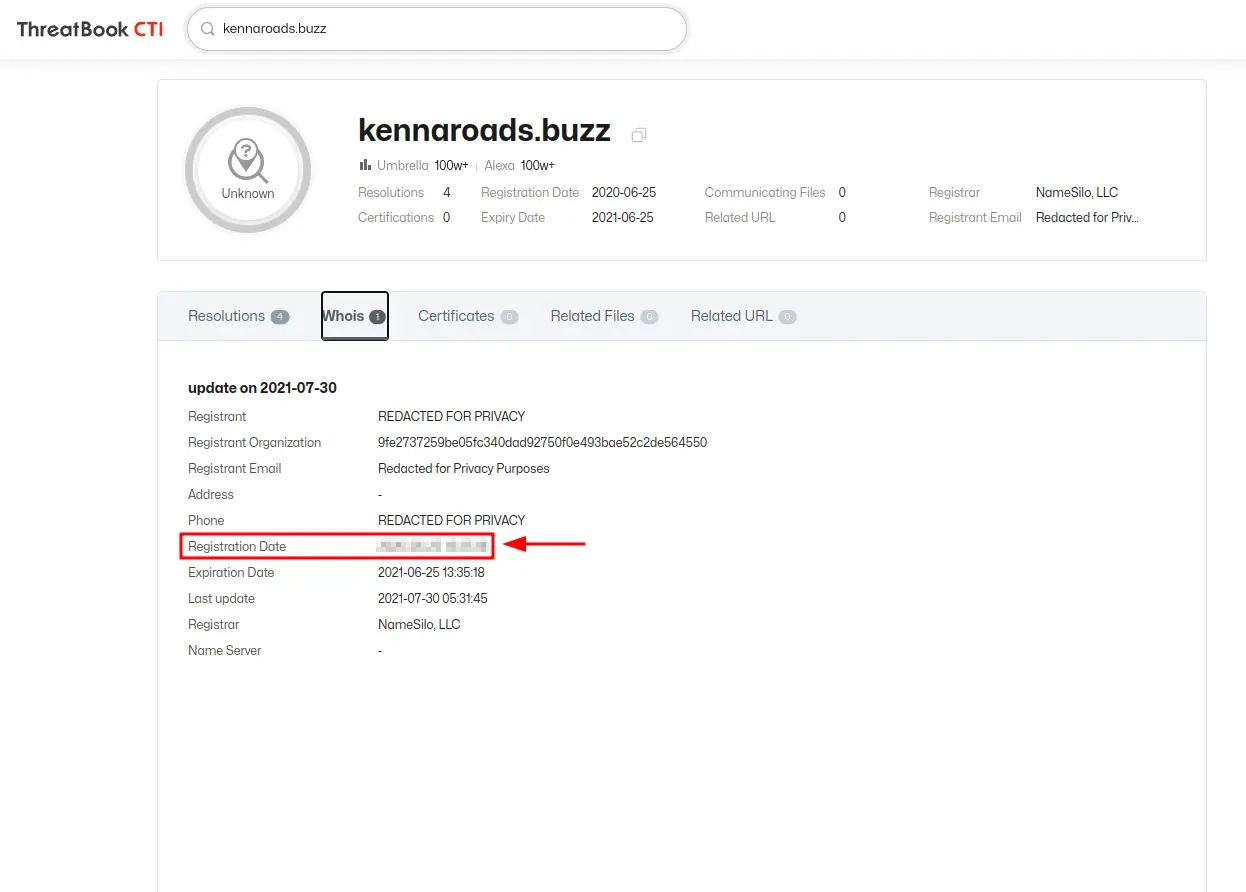 ThreatBook CTI
kennaroads.buzz
Unknown
kennaroads.buzz
Umbrella 100w+ Alexa 100w+
Resolutions 4 Registration Date 2020-06-25 Communicating Files 0 Registrar NameSilo, LLC
Certifications 0 Expiry Date 2021-06-25 Related URL 0 Registrant Email Redacted for Priv...
Resolutions 4 Whois 1 Certificates 0 Related Files 0 Related URL 0
update on 2021-07-30
Registrant REDACTED FOR PRIVACY
Registrant Organization 9fe2737259be05fc340dad92750f0e493bae52c2de564550
Registrant Email Redacted for Privacy Purposes
Address -
Phone REDACTED FOR PRIVACY
Registration Date
Expiration Date 2021-06-25 13:35:18
Last update 2021-07-30 05:31:45
Registrar NameSilo, LLC
Name Server -